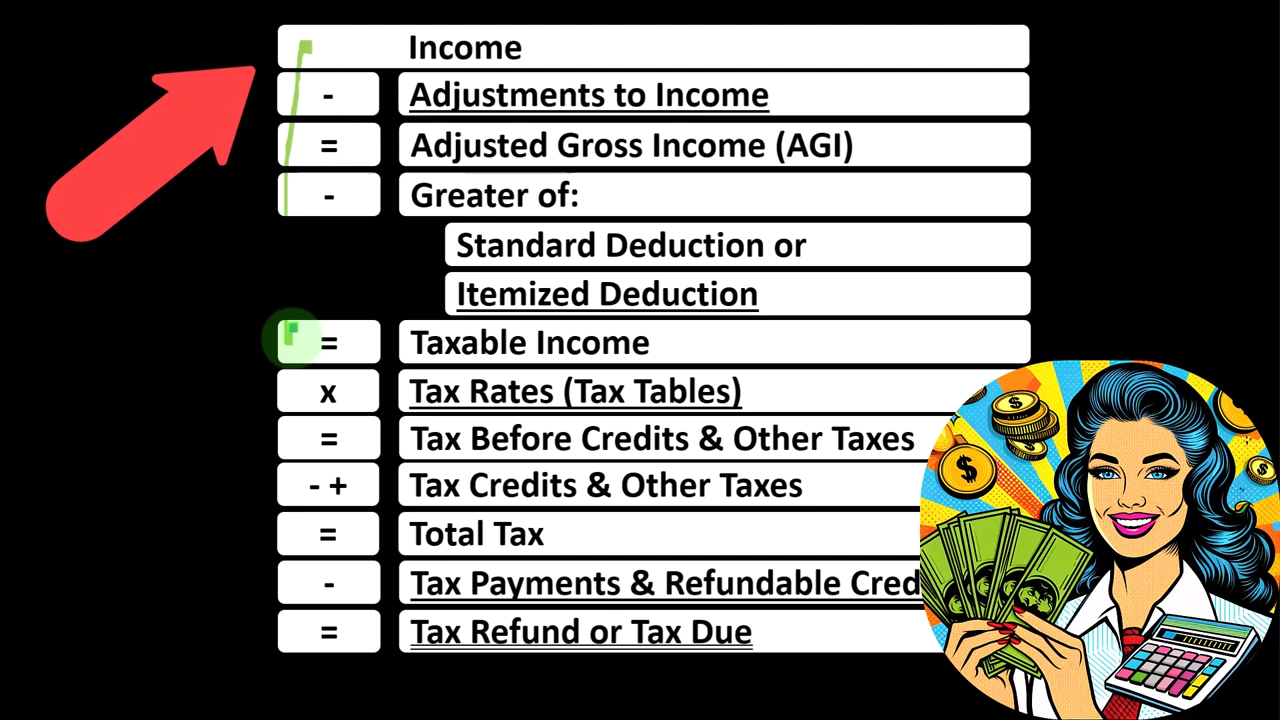 Income
- Adjustments to Income
= Adjusted Gross Income (AGI)
- Greater of:
Standard Deduction or
Itemized Deduction
= Taxable Income
x Tax Rates (Tax Tables)
= Tax Before Credits & Other Taxes
- + Tax Credits & Other Taxes
= Total Tax
- Tax Payments & Refundable Cred
= Tax Refund or Tax Due